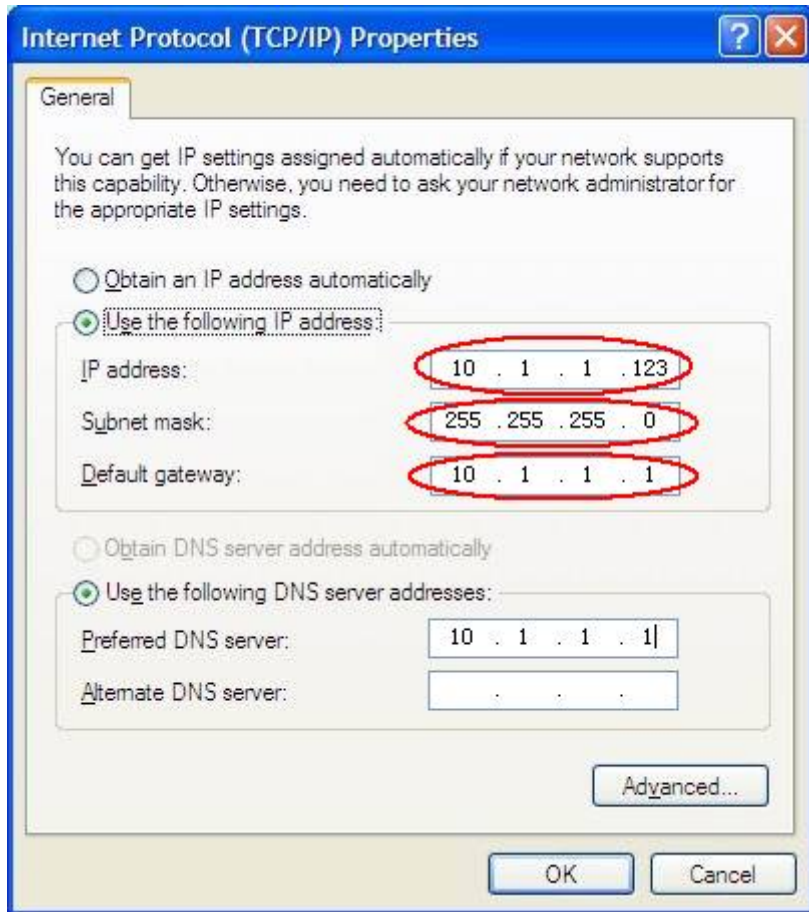 Internet Protocol (TCP/IP) Properties
General
You can get IP settings assigned automatically if your network supports
this capability. Otherwise, you need to ask your network administrator for
the appropriate IP settings.
Obtain an IP address automatically
Use the following IP address:
IP address: 10 . 1 . 1 .123
Subnet mask: 255 .255 .255 . 0
Default gateway: 10 . 1 . 1 . 1
Obtain DNS server address automatically
Use the following DNS server addresses:
Preferred DNS server: 10 . 1 . 1 . 1
Alternate DNS server: . . .
Advanced...
OK Cancel